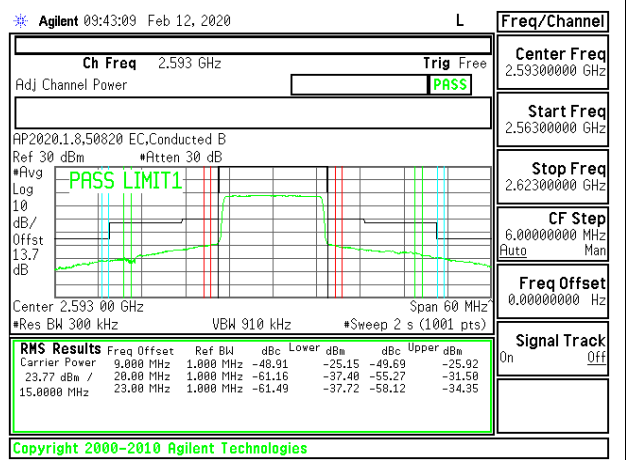 Agilent 09:43:09 Feb 12, 2020 L Freq/Channel
Ch Freq 2.593 GHz Trig Free
Adj Channel Power PASS
Center Freq
2.59300000 GHz
Start Freq
2.56300000 GHz
AP2020.1.8,50820 EC,Conducted B
Ref 30 dBm #Atten 30 dB
#Avg
Log
10
dB/
Offst
13.7
dB
PASS LIMIT1
Stop Freq
2.62300000 GHz
CF Step
6.00000000 MHz
Auto Man
Freq Offset
0.00000000 Hz
Center 2.593 00 GHz Span 60 MHz^
#Res BW 300 kHz VBW 910 kHz #Sweep 2 s (1001 pts)
Signal Track
On Off
RMS Results Freq Offset Ref BW dBc Lower dBm dBc Upper dBm
Carrier Power 9.000 MHz 1.000 MHz -48.91 -25.15 -49.69 -25.92
23.77 dBm / 20.00 MHz 1.000 MHz -61.16 -37.40 -55.27 -31.50
15.0000 MHz 23.00 MHz 1.000 MHz -61.49 -37.72 -58.12 -34.35
Copyright 2000-2010 Agilent Technologies